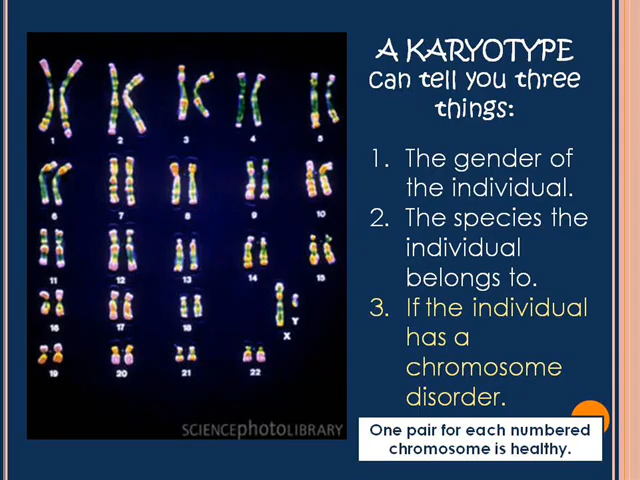 A KARYOTYPE
can tell you three
things:
1. The gender of
the individual.
2. The species the
individual
belongs to.
3. If the individual
has a
chromosome
disorder.
One pair for each numbered
chromosome is healthy.
1 2 3 4 5
6 7 8 9 10
11 12 13 14 15
16 17 18 X Y
19 20 21 22
SCIENCEphotoLIBRARY